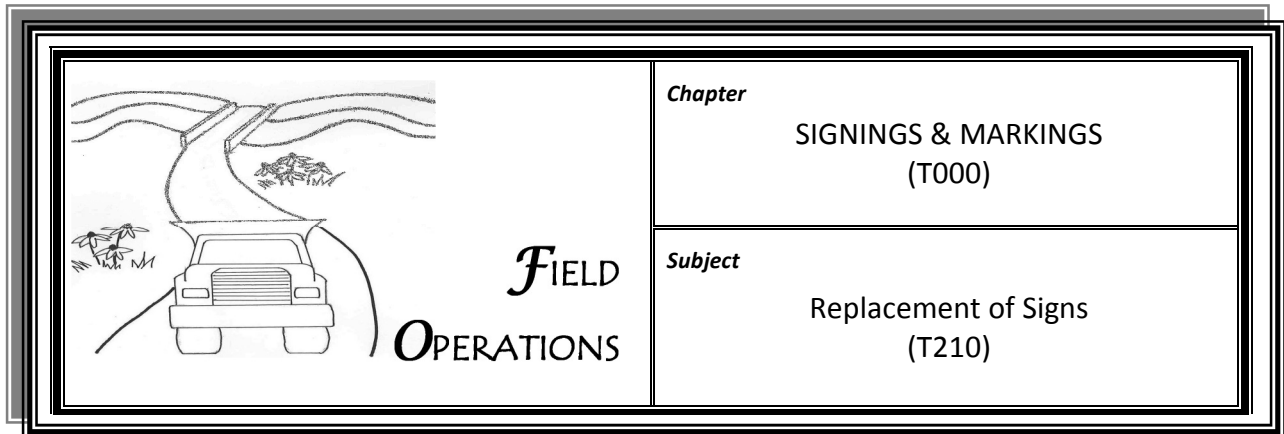 FIELD
OPERATIONS
Chapter
SIGNINGS & MARKINGS
(T000)
Subject
Replacement of Signs
(T210)